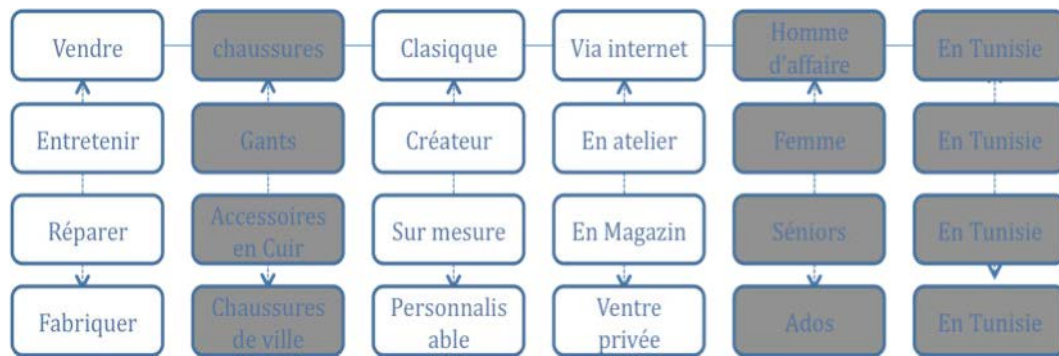 Vendre
chaussures
Clasiqque
Via internet
Homme
d'affaire
En Tunisie
Entretenir
Gants
Créateur
En atelier
Femme
En Tunisie
Réparer
Accessoires
en Cuir
Sur mesure
En Magazin
Séniors
En Tunisie
Fabriquer
Chaussures
de ville
Personnalis
able
Ventre
privée
Ados
En Tunisie